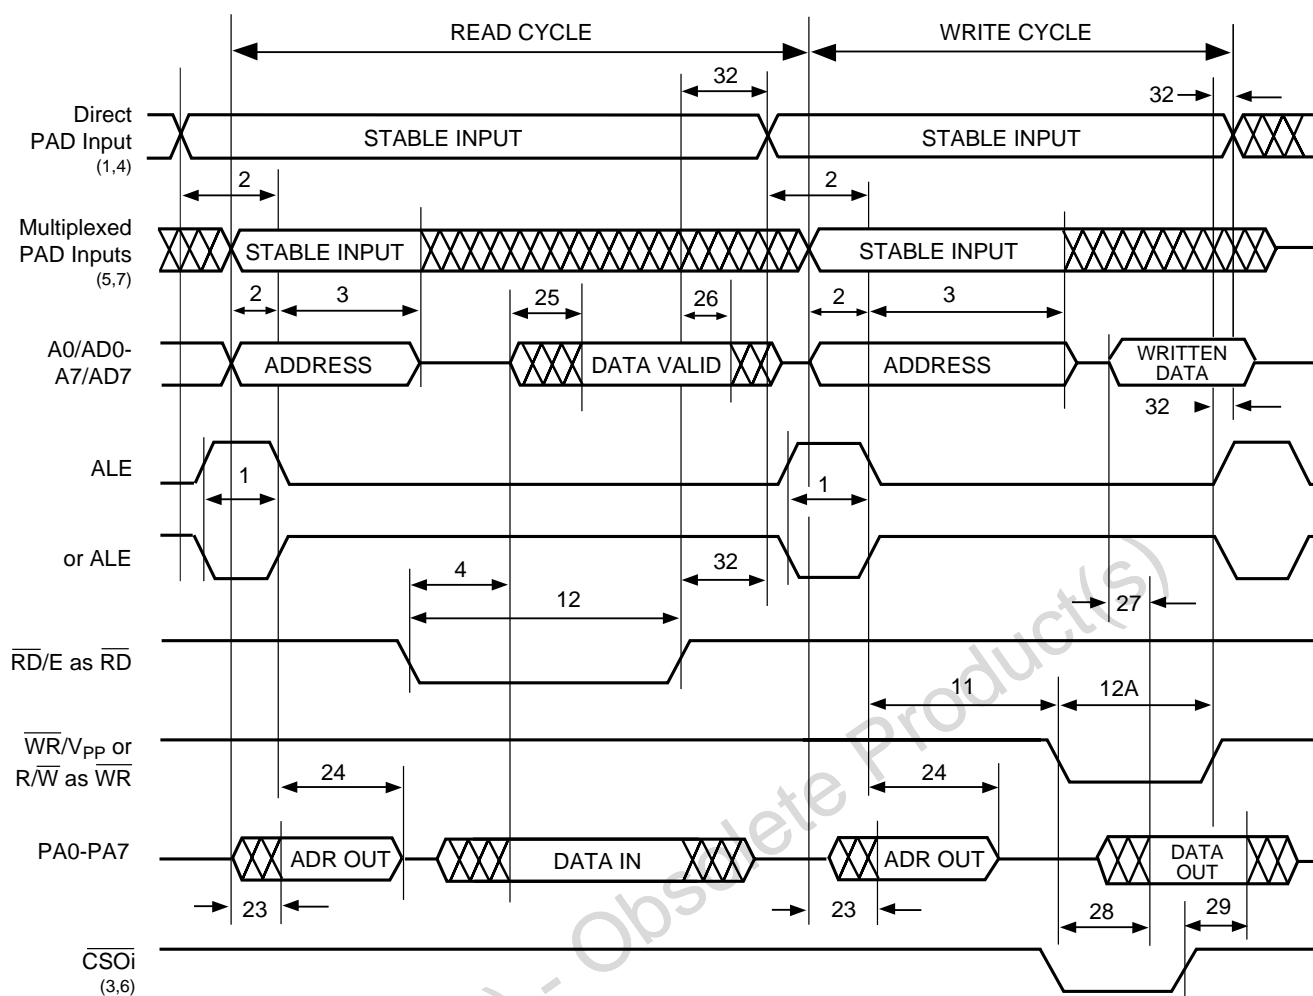 READ CYCLE
WRITE CYCLE
32
32
Direct
PAD Input
(1,4)
STABLE INPUT
STABLE INPUT
2
2
Multiplexed
PAD Inputs
(5,7)
STABLE INPUT
STABLE INPUT
2
3
25
26
2
3
A0/AD0-
A7/AD7
ADDRESS
DATA VALID
ADDRESS
WRITTEN
DATA
32
ALE
1
1
or ALE
4
32
12
27
RD/E as RD
11
12A
WR/VPP or
R/W as WR
24
24
PA0-PA7
ADR OUT
DATA IN
ADR OUT
DATA
OUT
23
23
28
29
CSOi
(3,6)
) - Obsolete Product(s)